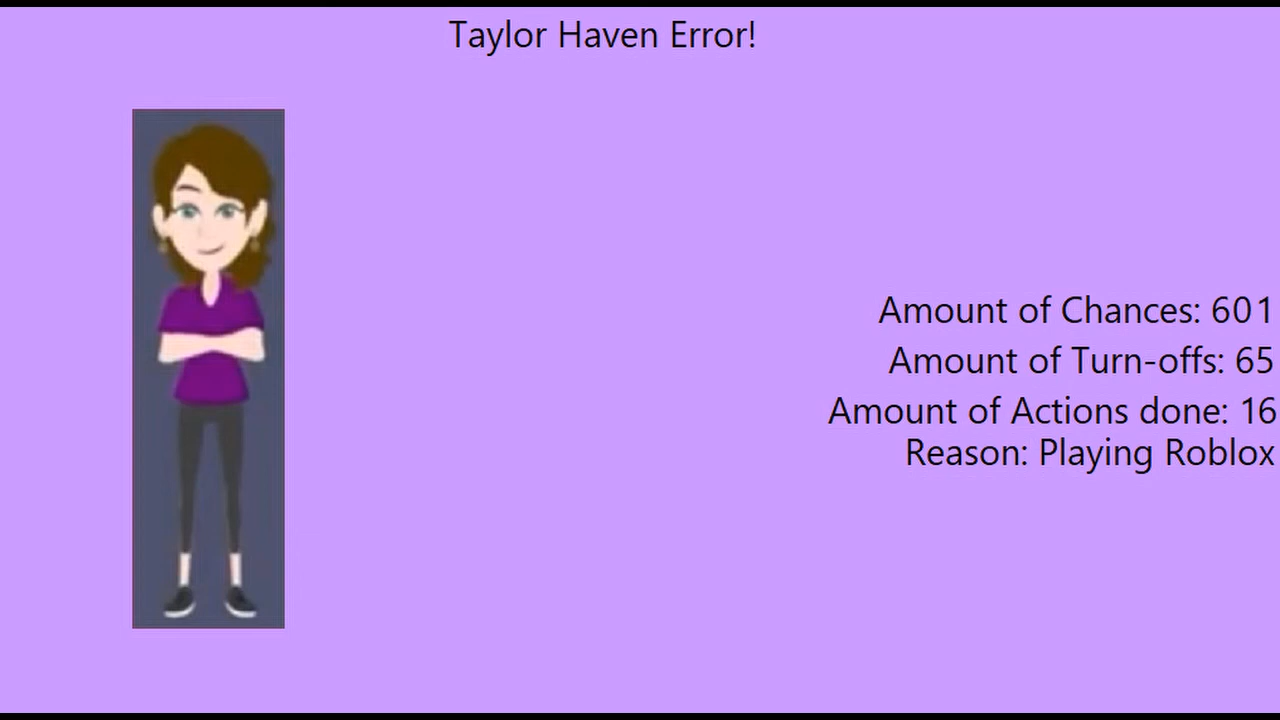 Taylor Haven Error!
Amount of Chances: 601
Amount of Turn-offs: 65
Amount of Actions done: 16
Reason: Playing Roblox